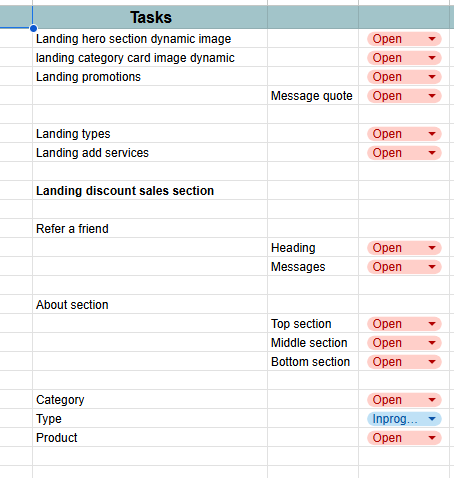 Tasks
Landing hero section dynamic image Open
landing category card image dynamic Open
Landing promotions Open
Message quote Open
Landing types Open
Landing add services Open
Landing discount sales section
Refer a friend
Heading Open
Messages Open
About section
Top section Open
Middle section Open
Bottom section Open
Category Open
Type Inprog...
Product Open